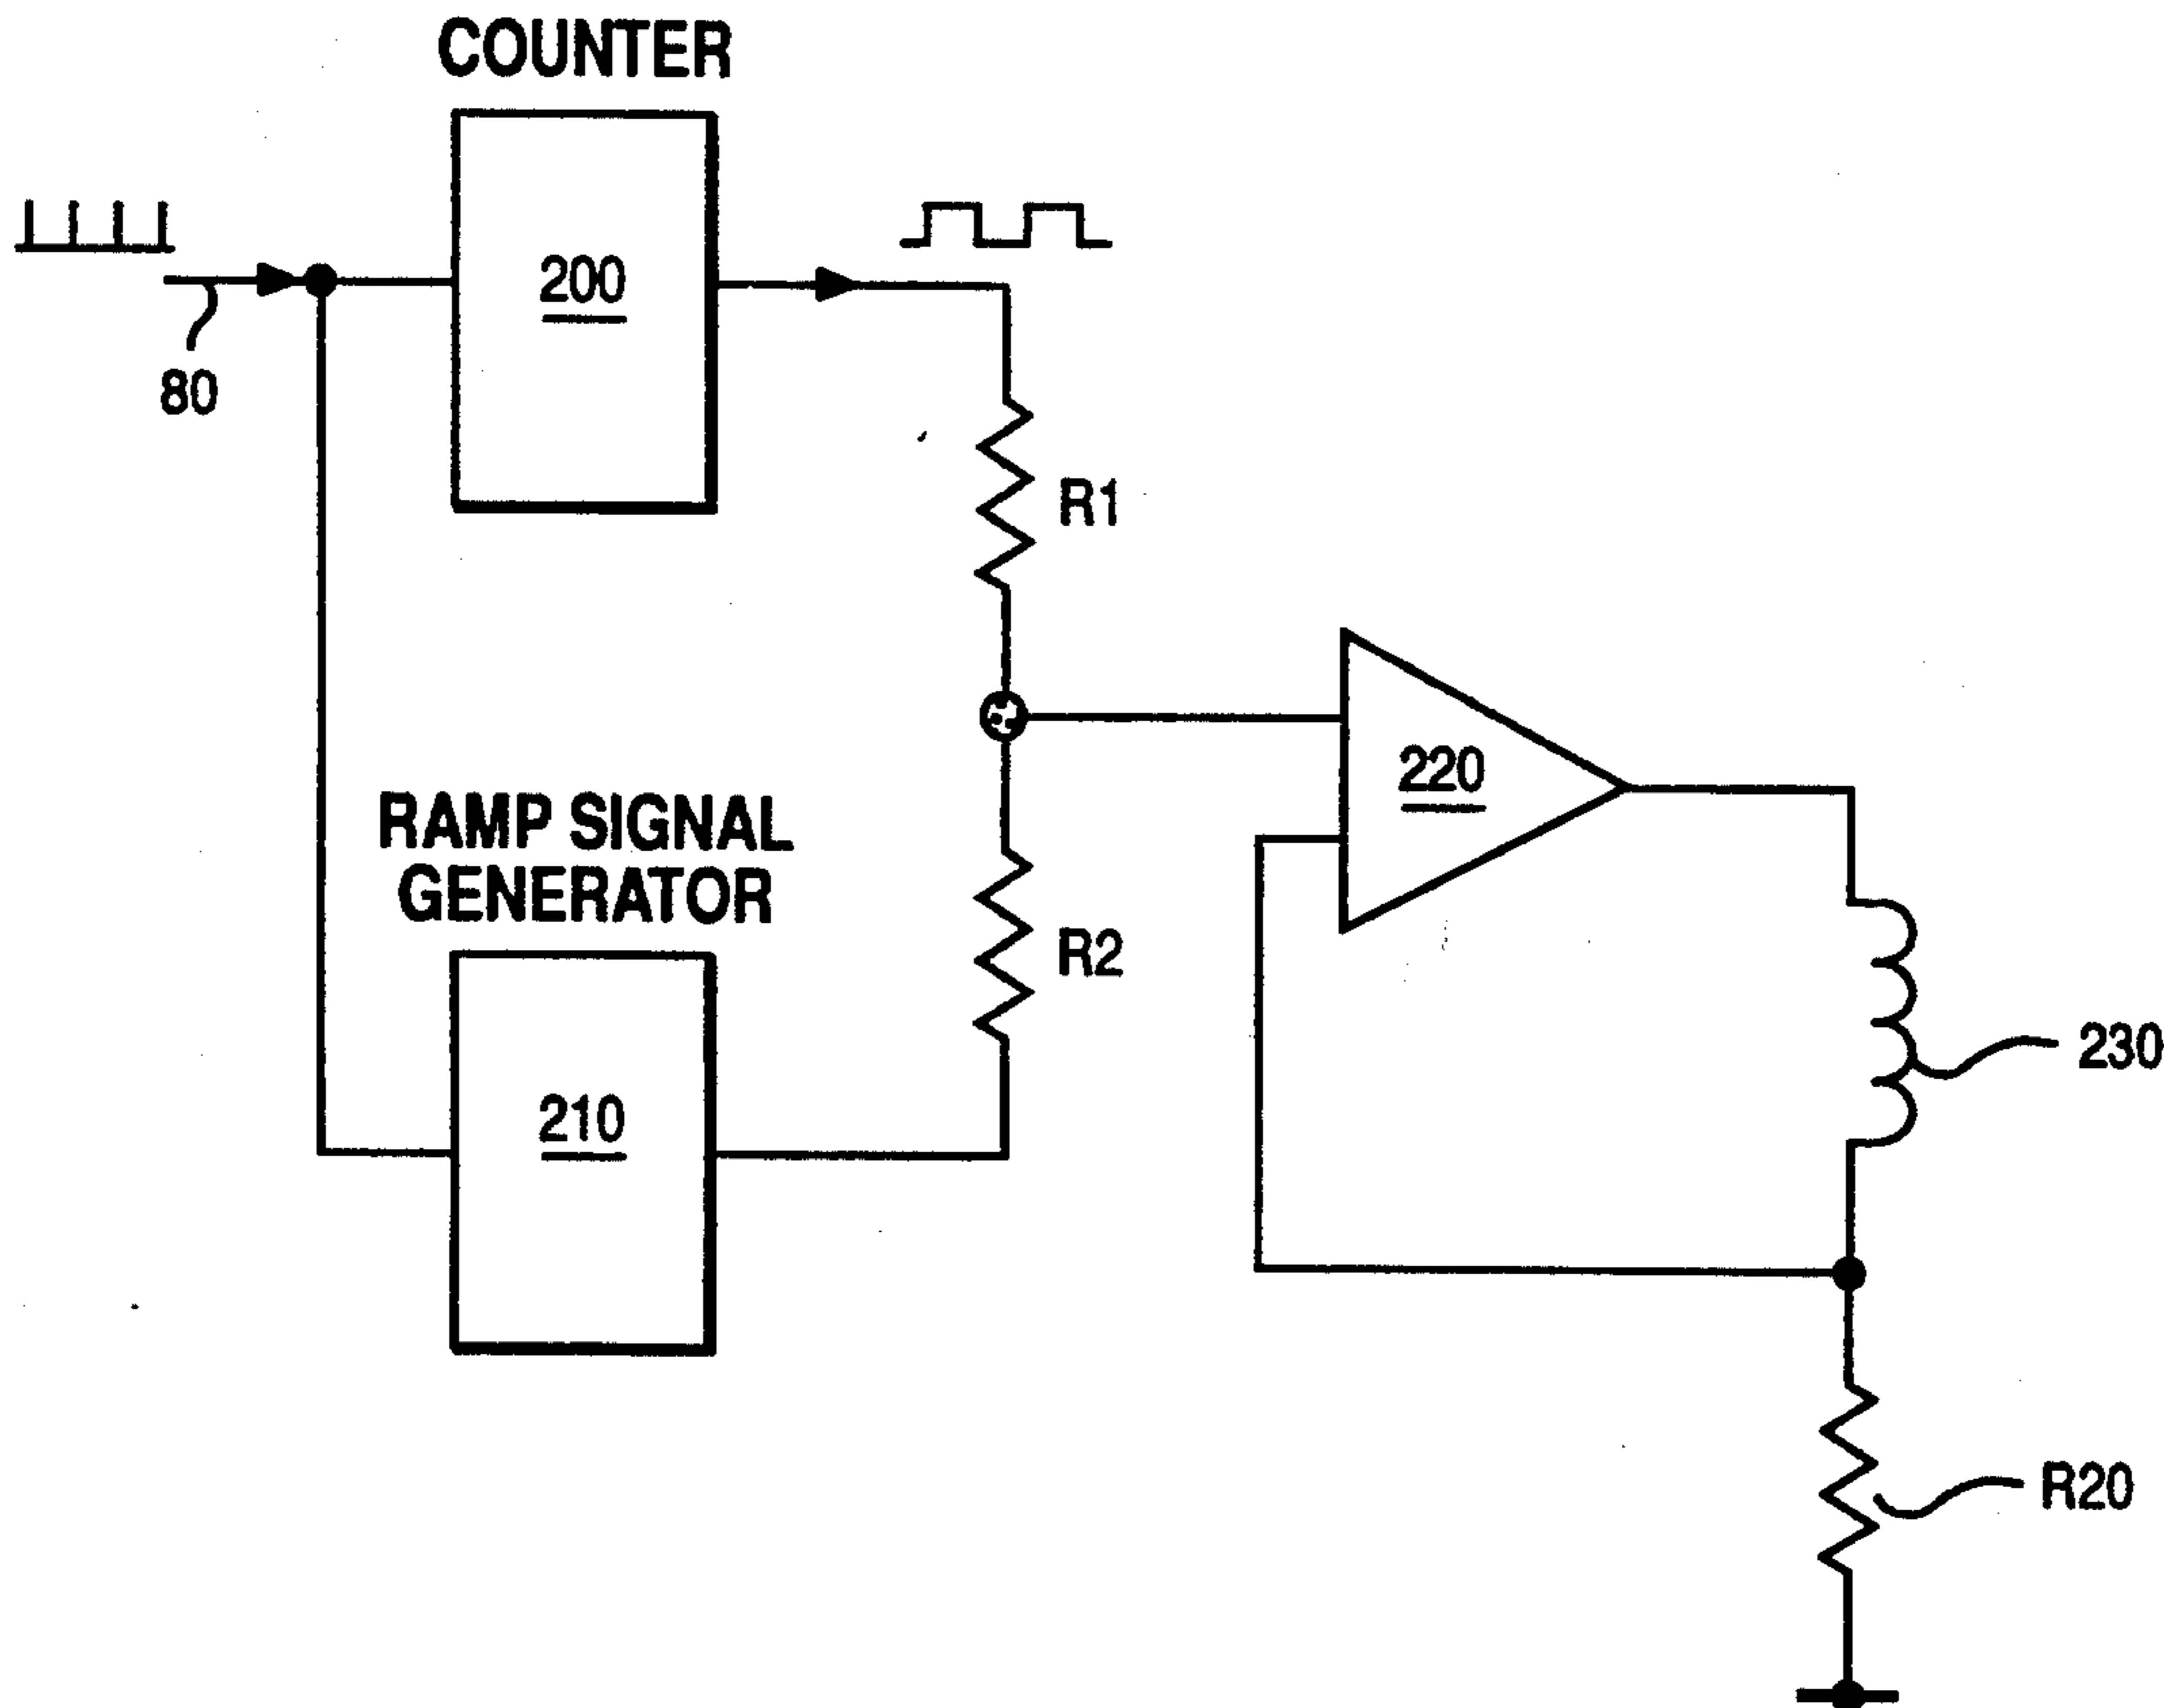 COUNTER
200
80
R1
220
RAMP SIGNAL
GENERATOR
R2
210
230
R20